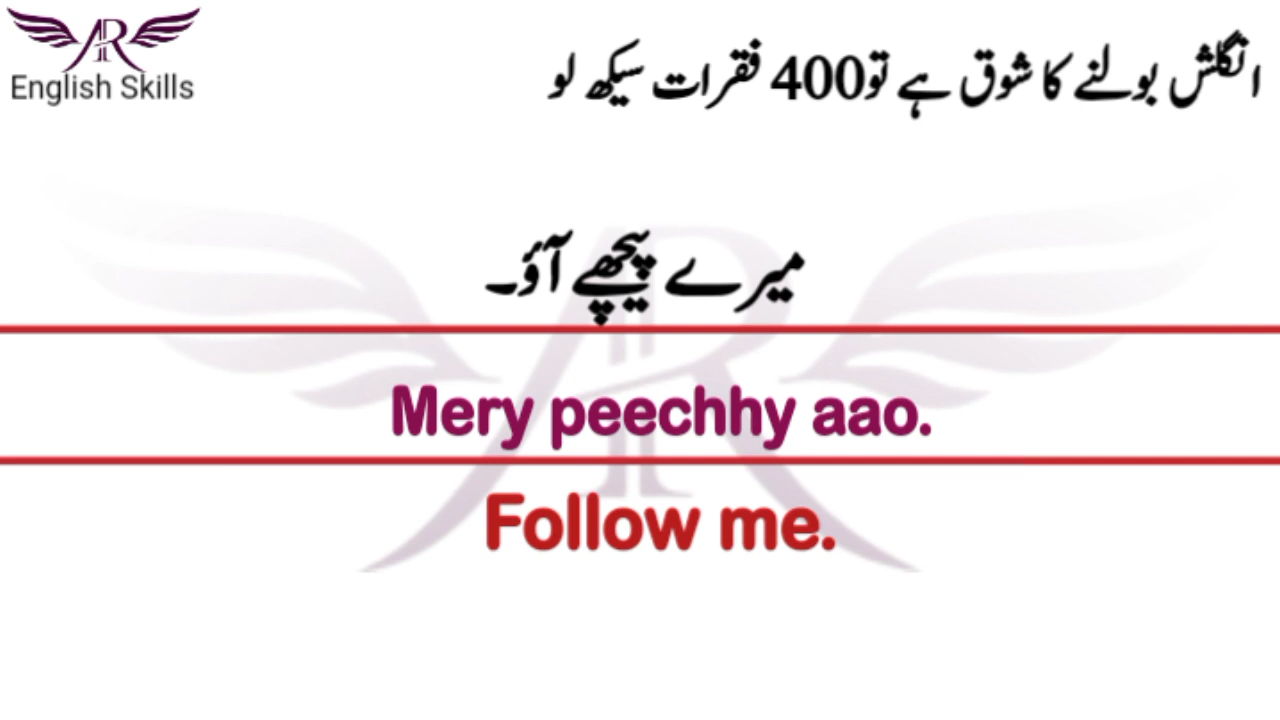 AR
English Skills
انگلش بولنے کا شوق ہے تو400 فقرات سیکھ لو
میرے پیچھے آؤ۔
Mery peechhy aao.
Follow me.